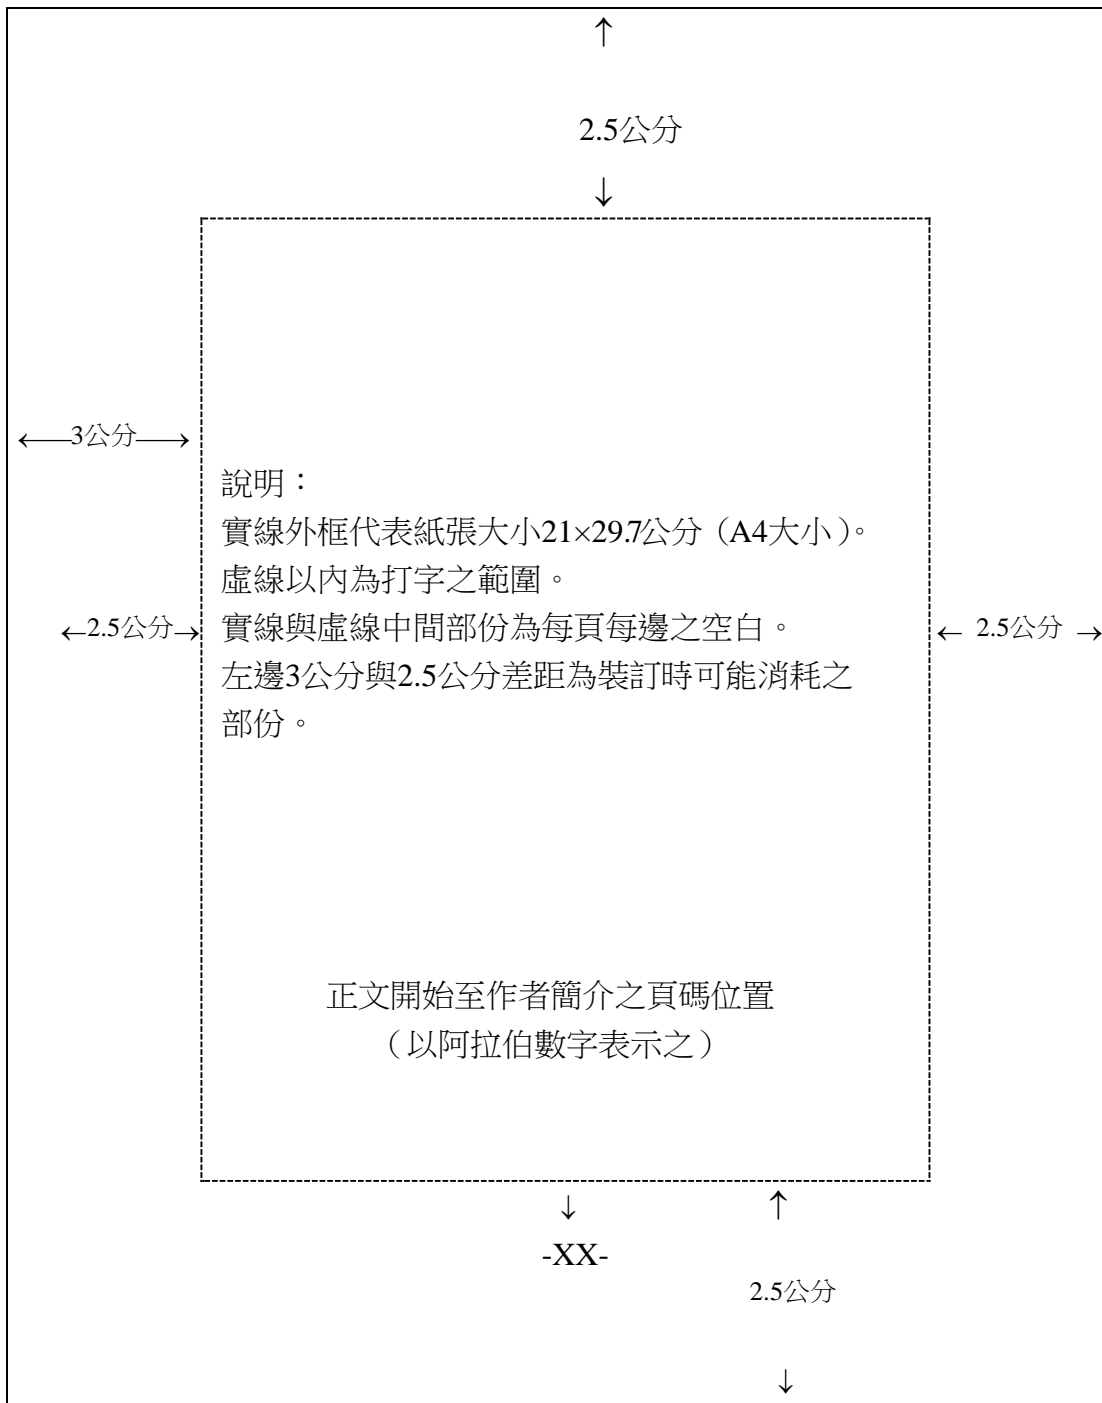 ↑
2.5公分
↓
←──3公分──→
說明：
實線外框代表紙張大小21×29.7公分（A4大小）。
虛線以內為打字之範圍。
←2.5公分→
實線與虛線中間部份為每頁每邊之空白。
← 2.5公分 →
左邊3公分與2.5公分差距為裝訂時可能消耗之
部份。
正文開始至作者簡介之頁碼位置
（以阿拉伯數字表示之）
↓ ↑
-XX-
2.5公分
↓